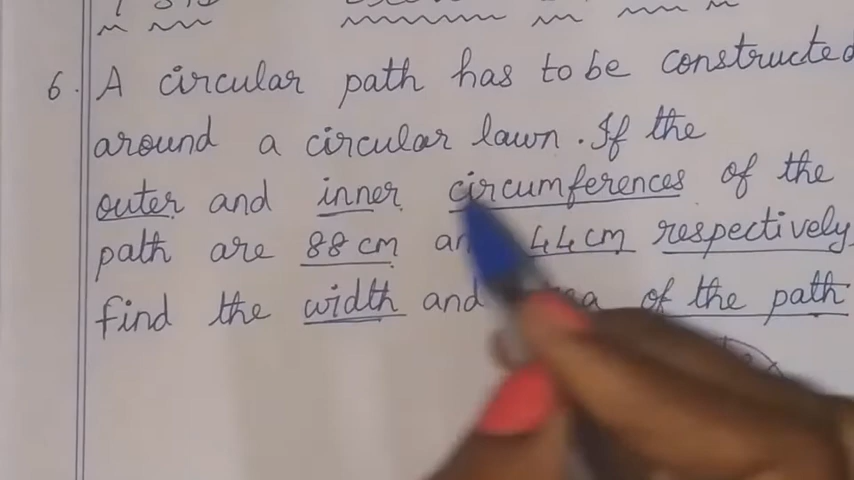 6. A circular path has to be constructed
around a circular lawn. If the
outer and inner circumferences of the
path are 88 cm 44 cm respectively
find the width and of the path